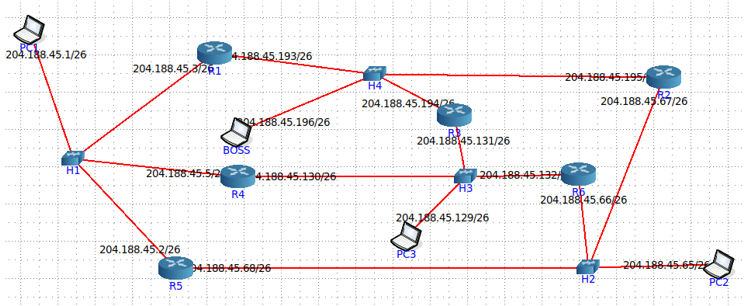 PC1
204.188.45.1/26
R1
204.188.45.3/2
4.188.45.193/26
H4
204.188.45.195/
R2
204.188.45.67/26
204.188.45.194/26
R3
204.188.45.131/26
204.188.45.196/26
BOSS
H1
204.188.45.5/2
R4
4.188.45.130/26
H3
204.188.45.132/
R6
204.188.45.66/26
204.188.45.129/26
PC3
204.188.45.2/26
R5
4.188.45.68/26
H2
204.188.45.65/26
PC2